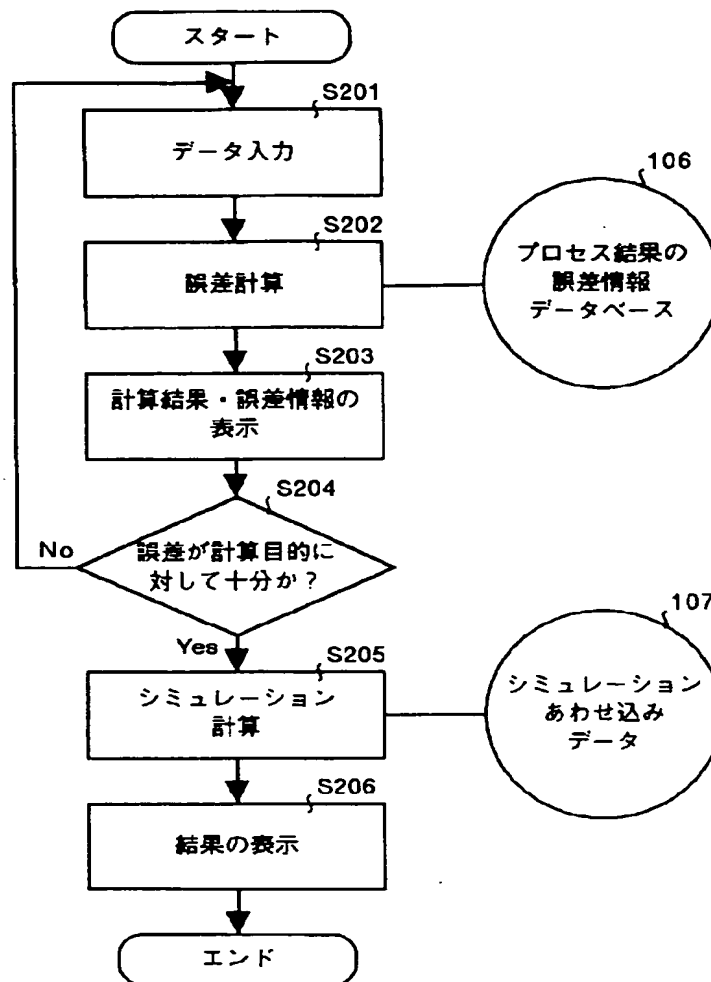 スタート
S201
データ入力
S202
誤差計算
106
プロセス結果の
誤差情報
データベース
S203
計算結果・誤差情報の
表示
S204
誤差が計算目的に
対して十分か？
No
Yes
S205
シミュレーション
計算
107
シミュレーション
あわせ込み
データ
S206
結果の表示
エンド